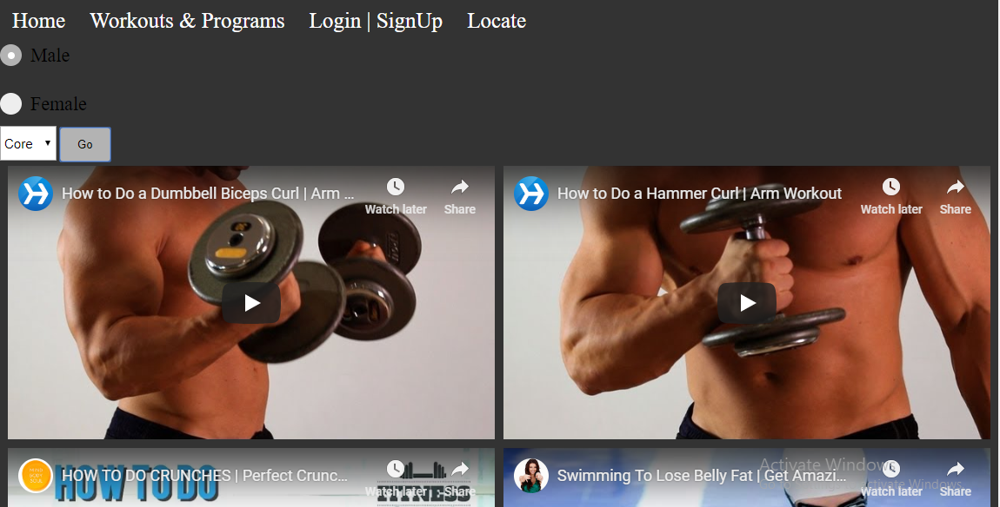 Home Workouts & Programs Login | SignUp Locate
Male
Female
Core Go
How to Do a Dumbbell Biceps Curl | Arm ... Watch later Share
How to Do a Hammer Curl | Arm Workout Watch later Share
HOW TO DO CRUNCHES | Perfect Crunc... Watch later Share
HOW TO DO
Swimming To Lose Belly Fat | Get Amazi... Watch later Share
Activate Windows
ctivate Windows